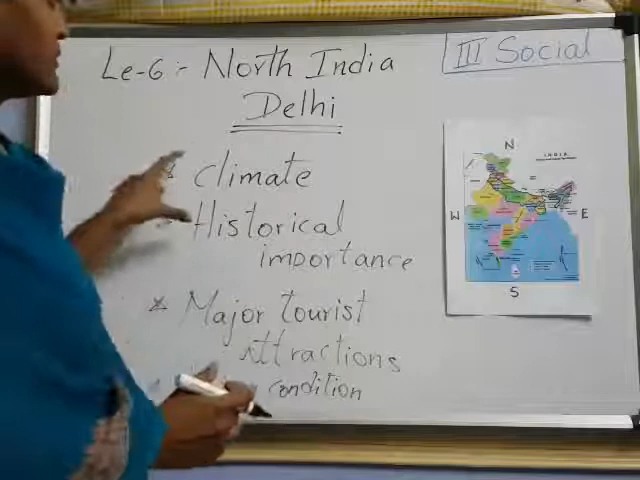 Le-6:- North India
III Social
Delhi
* Climate
Historical
importance
* Major tourist
attractions
condition
N
INDIA
W
E
S